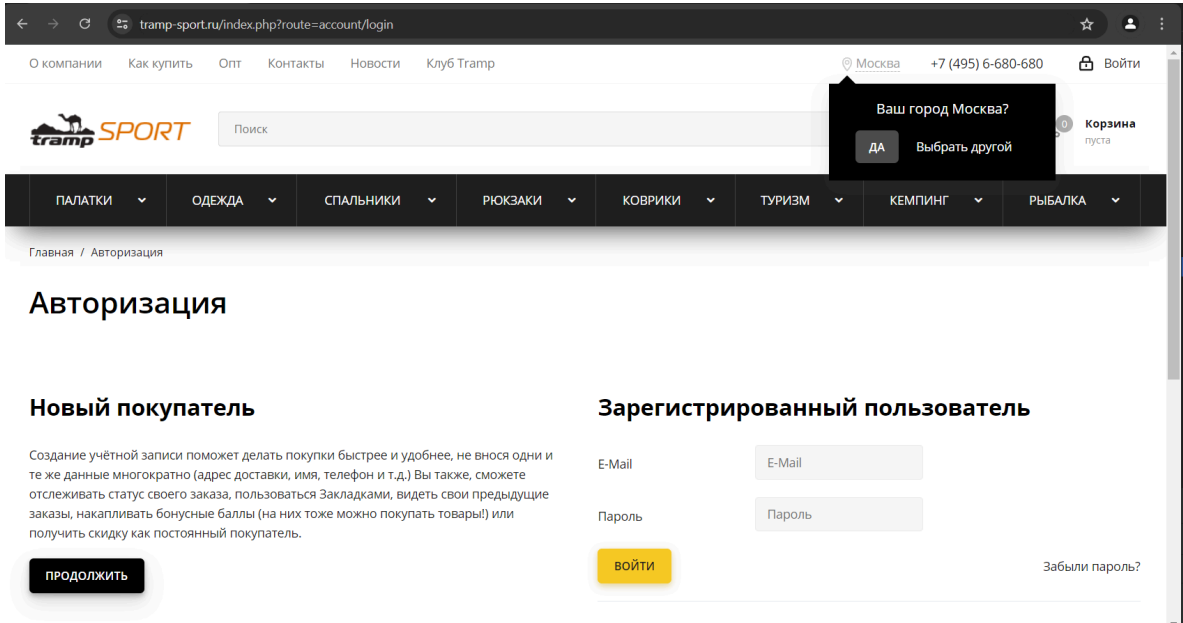 tramp-sport.ru/index.php?route=account/login
О компании Как купить Опт Контакты Новости Клуб Tramp Москва +7 (495) 6-680-680 Войти
Ваш город Москва?
ДА Выбрать другой
tramp SPORT Поиск 0 Корзина
пуста
ПАЛАТКИ ОДЕЖДА СПАЛЬНИКИ РЮКЗАКИ КОВРИКИ ТУРИЗМ КЕМПИНГ РЫБАЛКА
Главная / Авторизация
Авторизация
Новый покупатель
Создание учётной записи поможет делать покупки быстрее и удобнее, не внося одни и
те же данные многократно (адрес доставки, имя, телефон и т.д.) Вы также, сможете
отслеживать статус своего заказа, пользоваться Закладками, видеть свои предыдущие
заказы, накапливать бонусные баллы (на них тоже можно покупать товары!) или
получить скидку как постоянный покупатель.
ПРОДОЛЖИТЬ
Зарегистрированный пользователь
E-Mail E-Mail
Пароль Пароль
ВОЙТИ Забыли пароль?